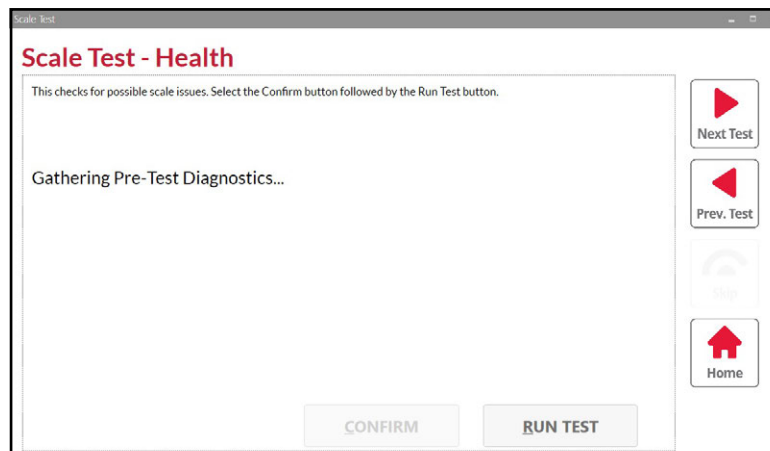 Scale Test
Scale Test - Health
This checks for possible scale issues. Select the Confirm button followed by the Run Test button.
Gathering Pre-Test Diagnostics...
Next Test
Prev. Test
Skip
Home
CONFIRM
RUN TEST